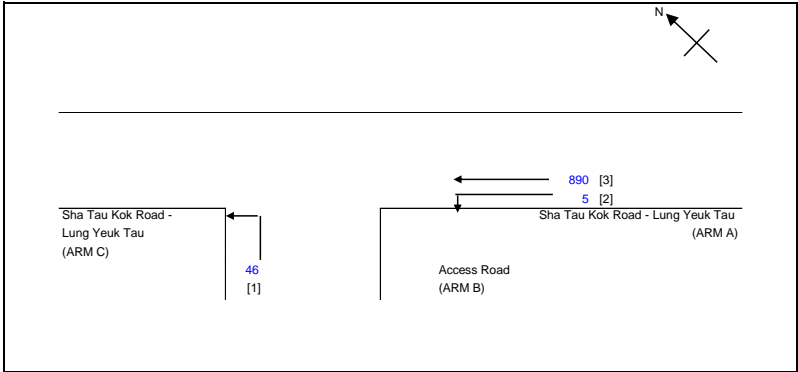 N
890 [3]
5 [2]
Sha Tau Kok Road -
Lung Yeuk Tau
(ARM C)
Sha Tau Kok Road - Lung Yeuk Tau
(ARM A)
46
[1]
Access Road
(ARM B)